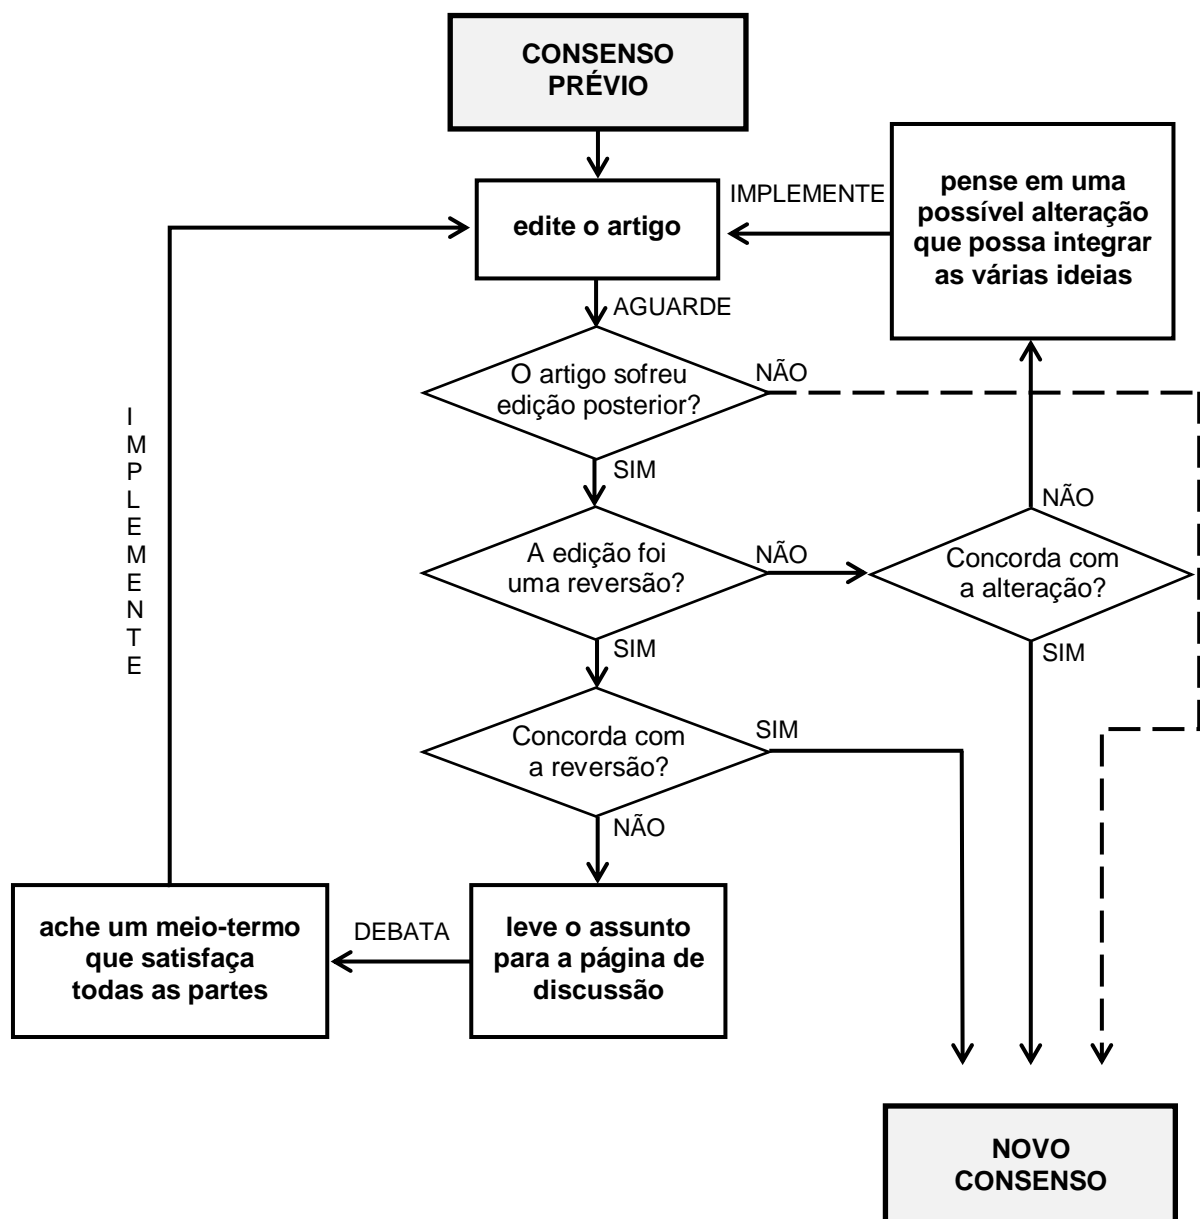 CONSENSO
PRÉVIO
edite o artigo
IMPLEMENTE
pense em uma
possível alteração
que possa integrar
as várias ideias
AGUARDE
O artigo sofreu
edição posterior?
NÃO
SIM
IMPLEMENTE
A edição foi
uma reversão?
NÃO
NÃO
Concorda com
a alteração?
SIM
SIM
Concorda com
a reversão?
SIM
NÃO
ache um meio-termo
que satisfaça
todas as partes
DEBATA
leve o assunto
para a página de
discussão
NOVO
CONSENSO